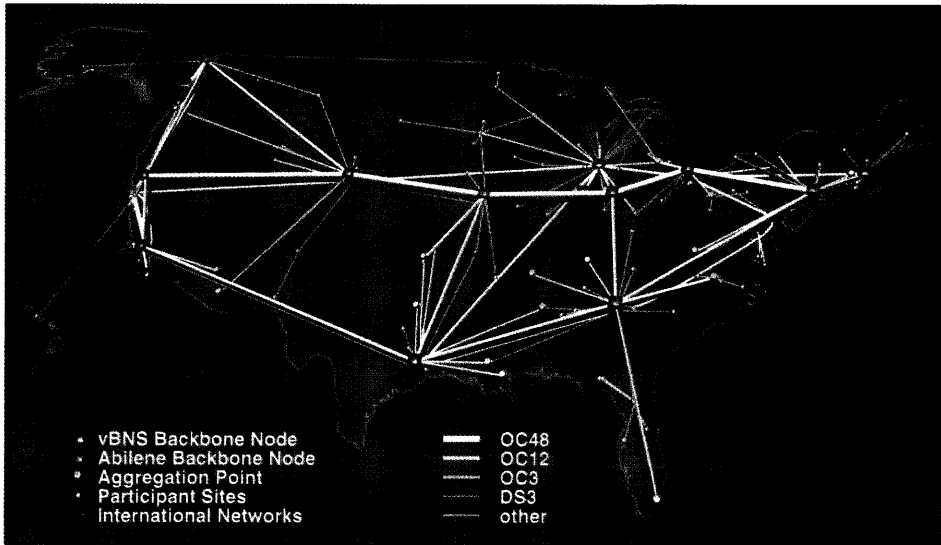 vBNS Backbone Node
Abilene Backbone Node
Aggregation Point
Participant Sites
International Networks
OC48
OC12
OC3
DS3
other